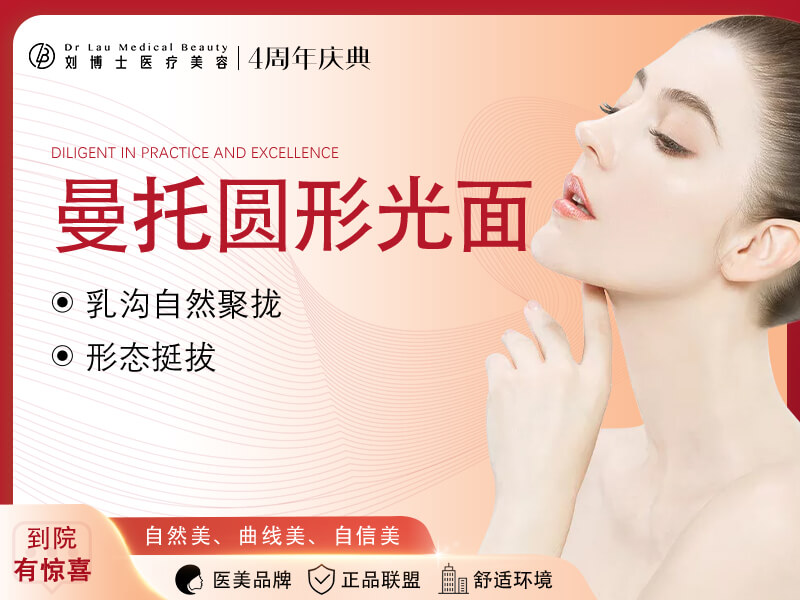 Dr Lau Medical Beauty
刘博士医疗美容
4周年庆典
DILIGENT IN PRACTICE AND EXCELLENCE
曼托圆形光面
乳沟自然聚拢
形态挺拔
到院
有惊喜
自然美、曲线美、自信美
医美品牌
正品联盟
舒适环境